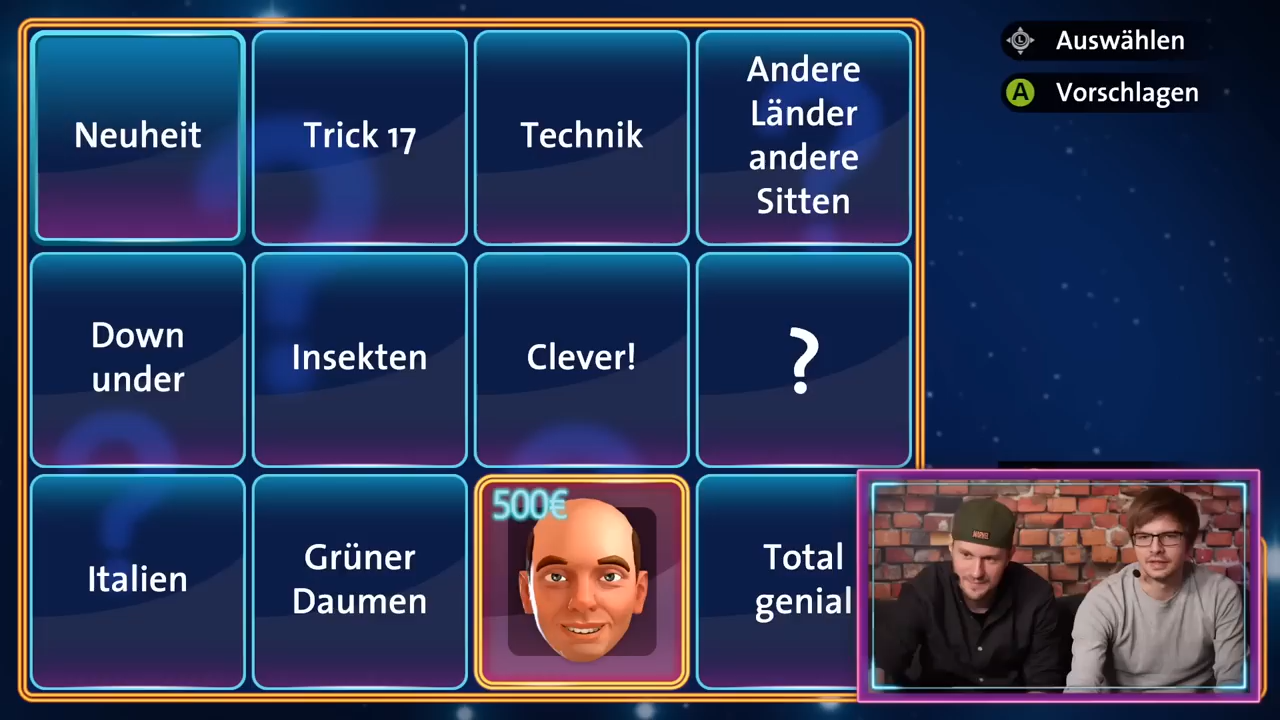 Neuheit
Trick 17
Technik
Andere
Länder
andere
Sitten
Down
under
Insekten
Clever!
?
Italien
Grüner
Daumen
500€
Total
genial
Auswählen
A
Vorschlagen
MARVEL